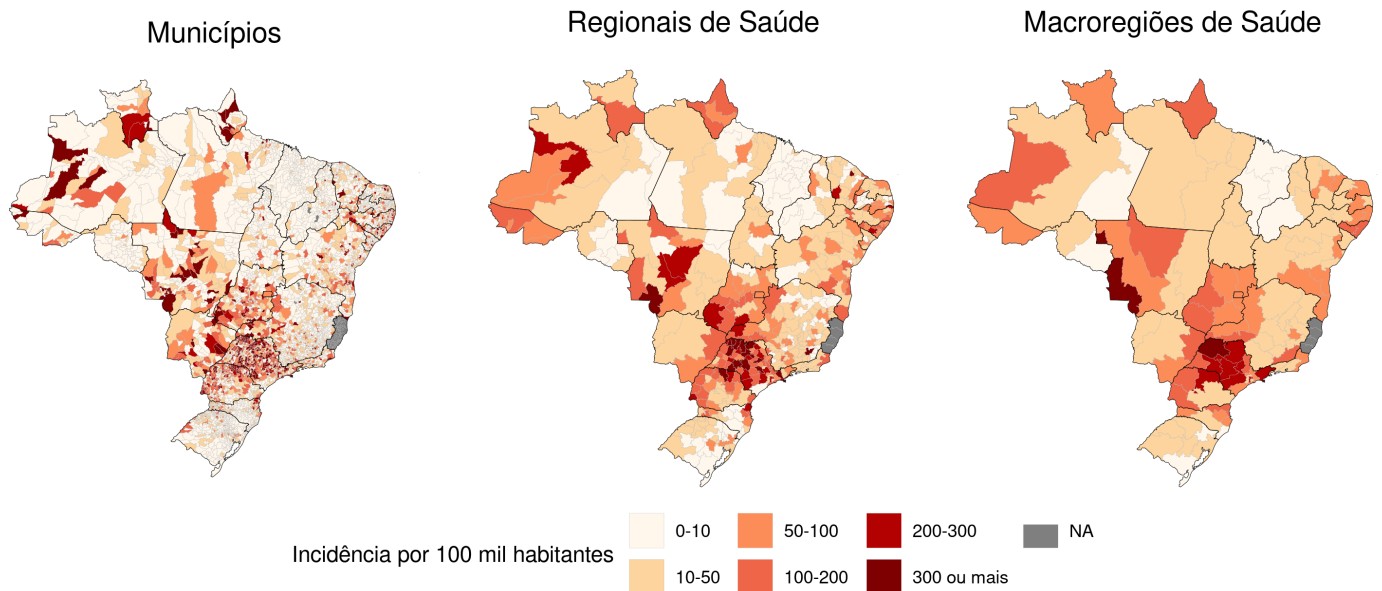 Municípios
Regionais de Saúde
Macroregiões de Saúde
Incidência por 100 mil habitantes
0-10
50-100
200-300
NA
10-50
100-200
300 ou mais